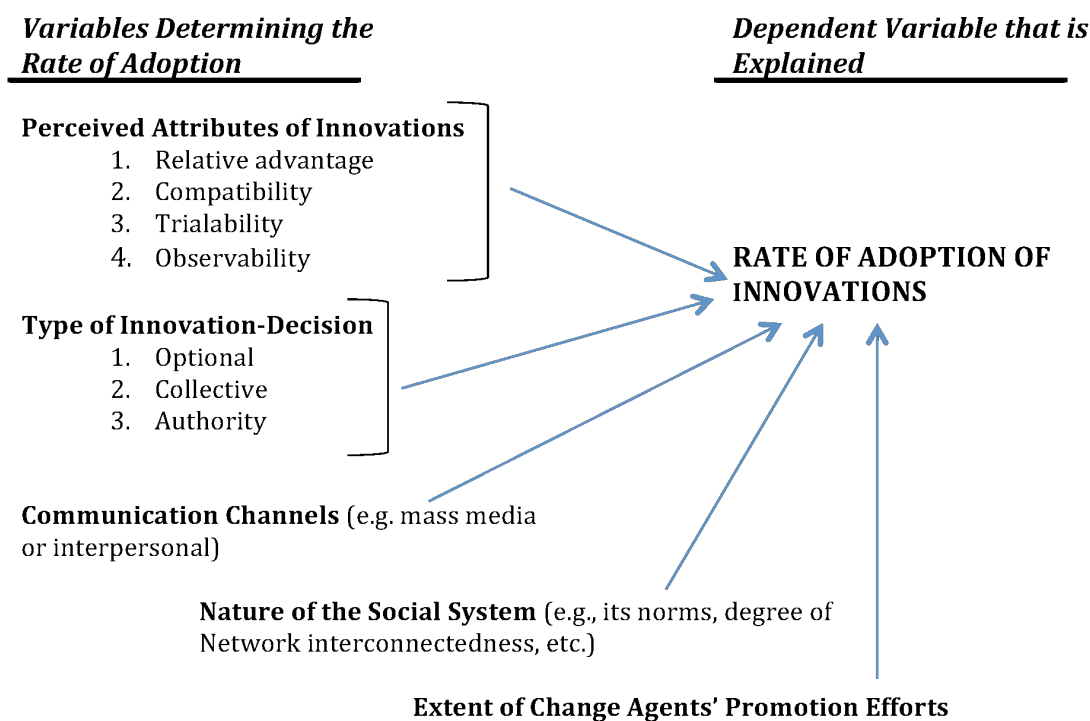 Variables Determining the
Rate of Adoption
Dependent Variable that is
Explained
Perceived Attributes of Innovations
1. Relative advantage
2. Compatibility
3. Trialability
4. Observability
RATE OF ADOPTION OF
INNOVATIONS
Type of Innovation-Decision
1. Optional
2. Collective
3. Authority
Communication Channels (e.g. mass media
or interpersonal)
Nature of the Social System (e.g., its norms, degree of
Network interconnectedness, etc.)
Extent of Change Agents’ Promotion Efforts